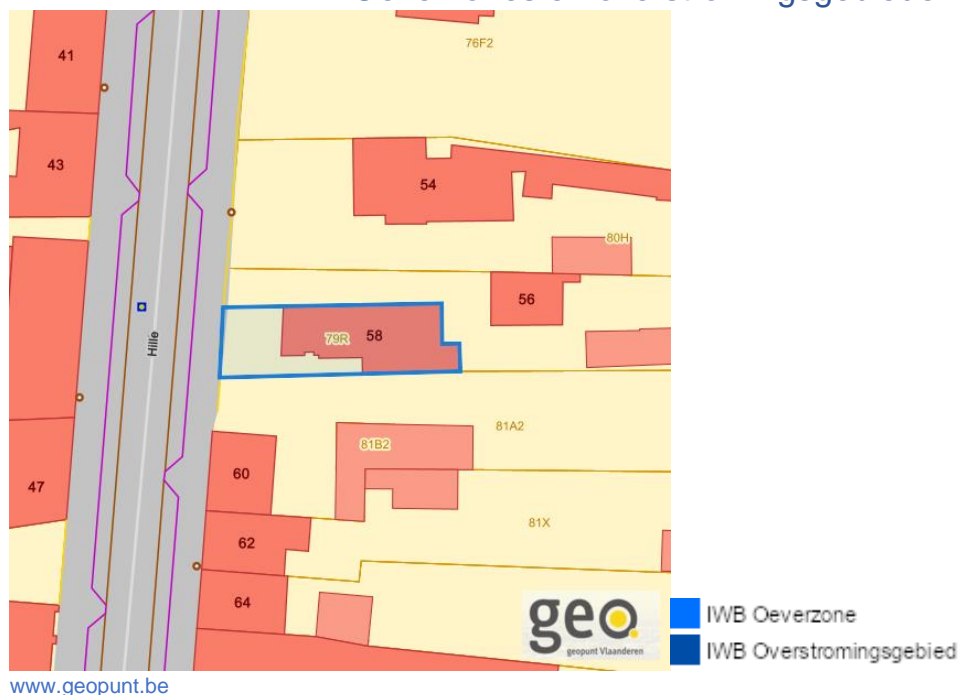 76F2
41
43
54
80H
56
Hille
79R
58
81A2
81B2
60
47
81X
62
64
geo
geopunt Vlaanderen
IWB Oeverzone
IWB Overstromingsgebied
www.geopunt.be